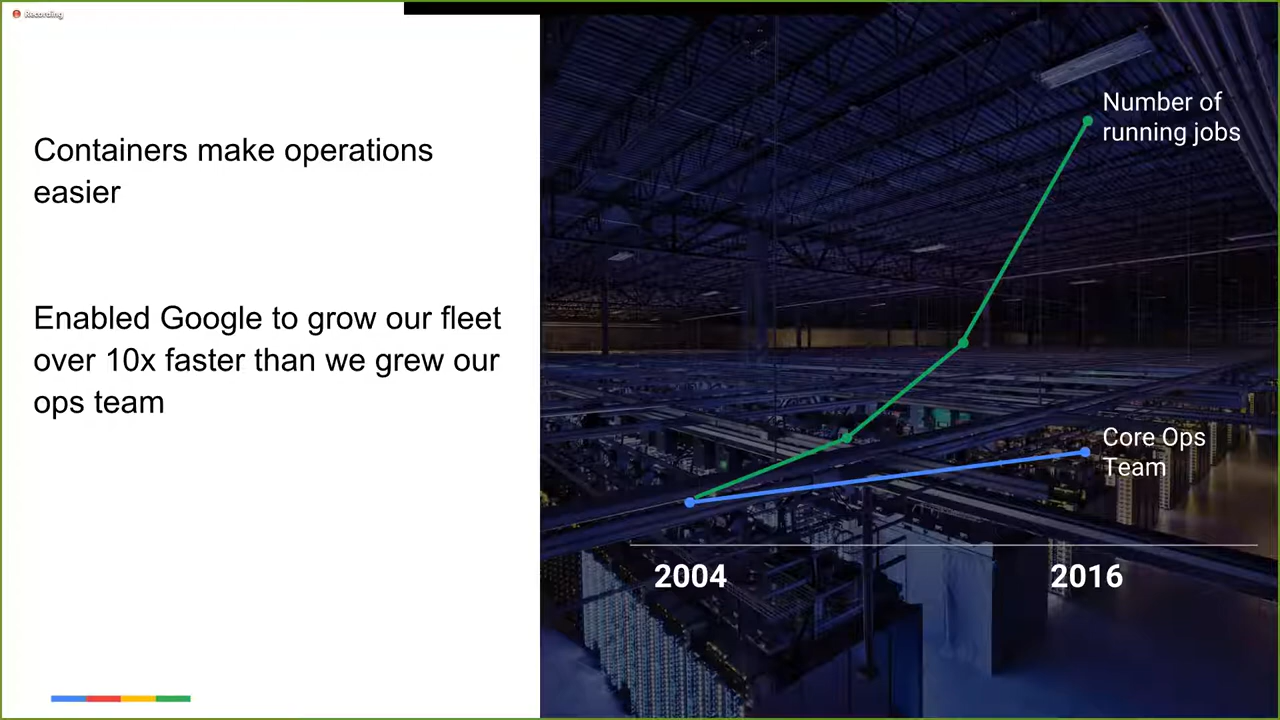 Recording
Containers make operations
easier
Enabled Google to grow our fleet
over 10x faster than we grew our
ops team
Number of
running jobs
Core Ops
Team
2004
2016